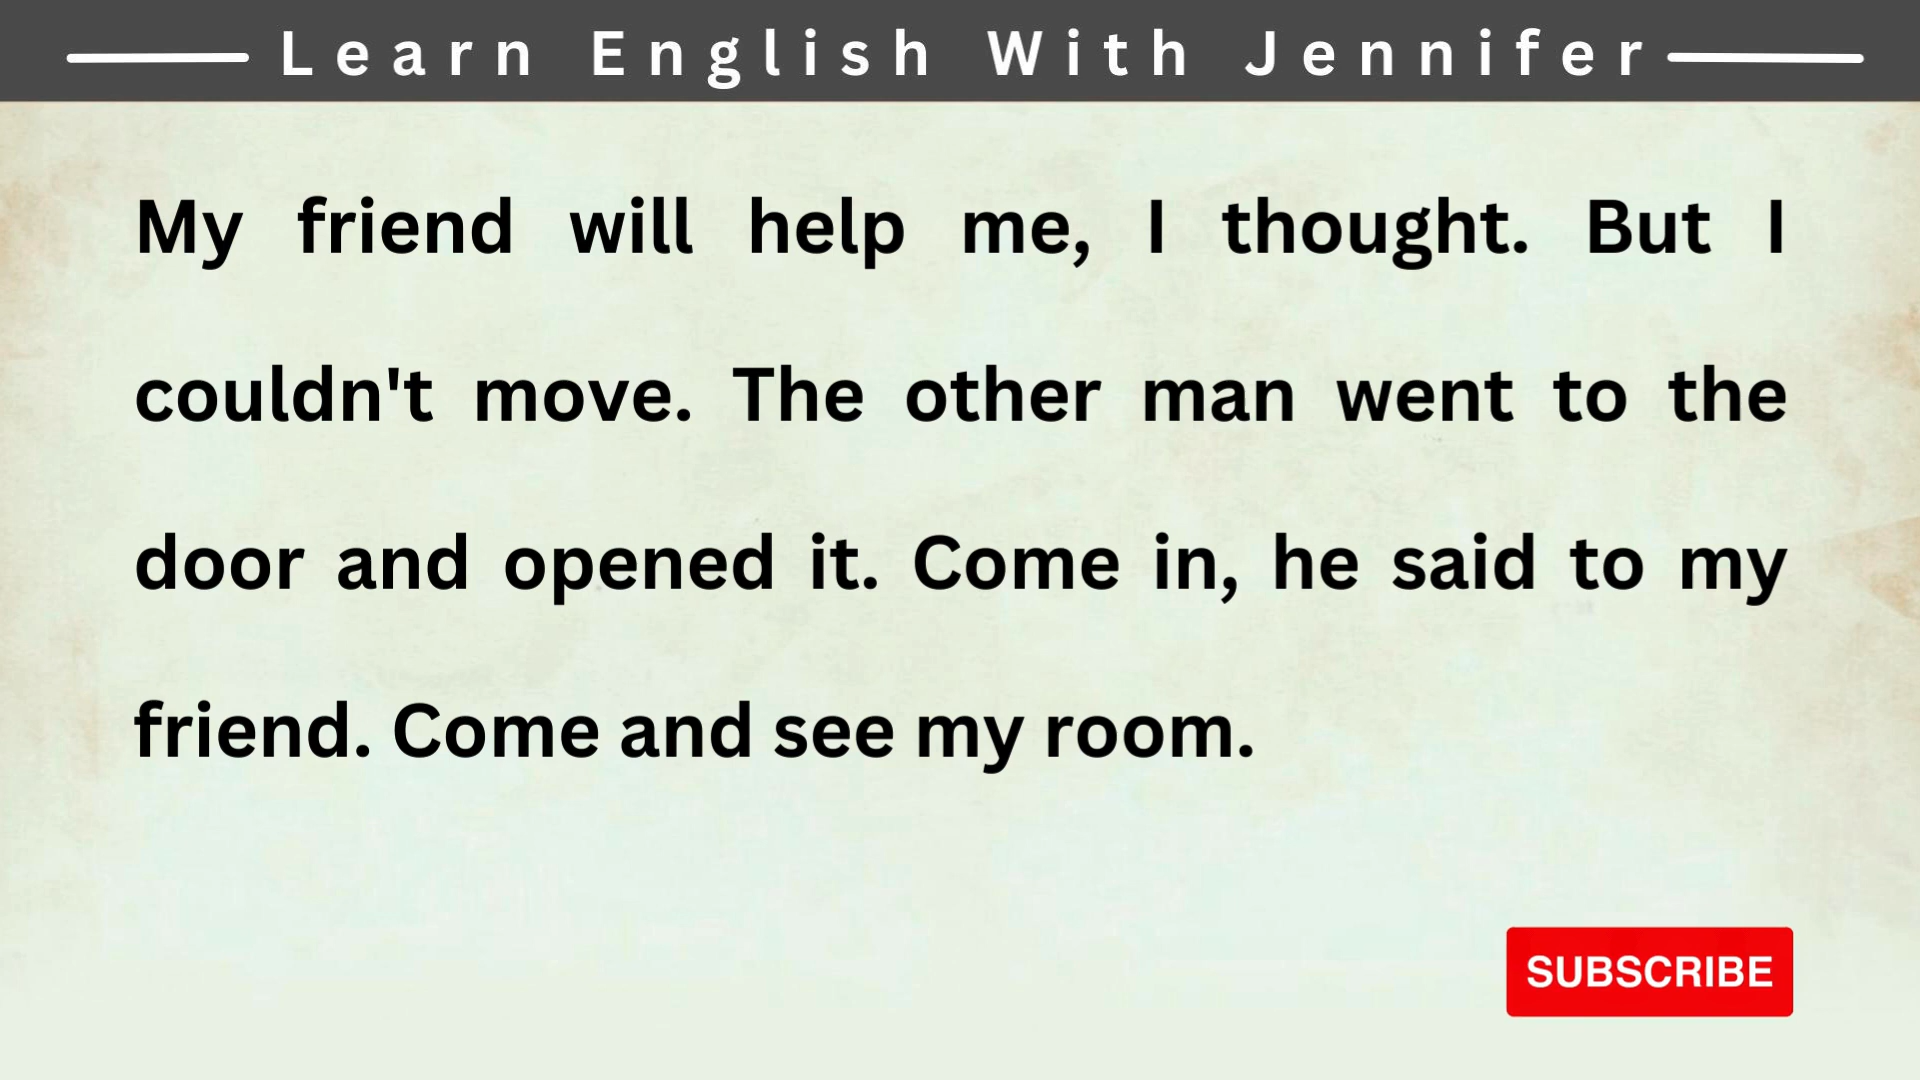 Learn English With Jennifer
My friend will help me, I thought. But I
couldn't move. The other man went to the
door and opened it. Come in, he said to my
friend. Come and see my room.
SUBSCRIBE